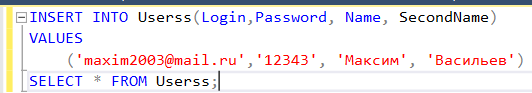 INSERT INTO Userss(Login,Password, Name, SecondName)
VALUES
('maxim2003@mail.ru','12343', 'Максим', 'Васильев')
SELECT * FROM Userss;